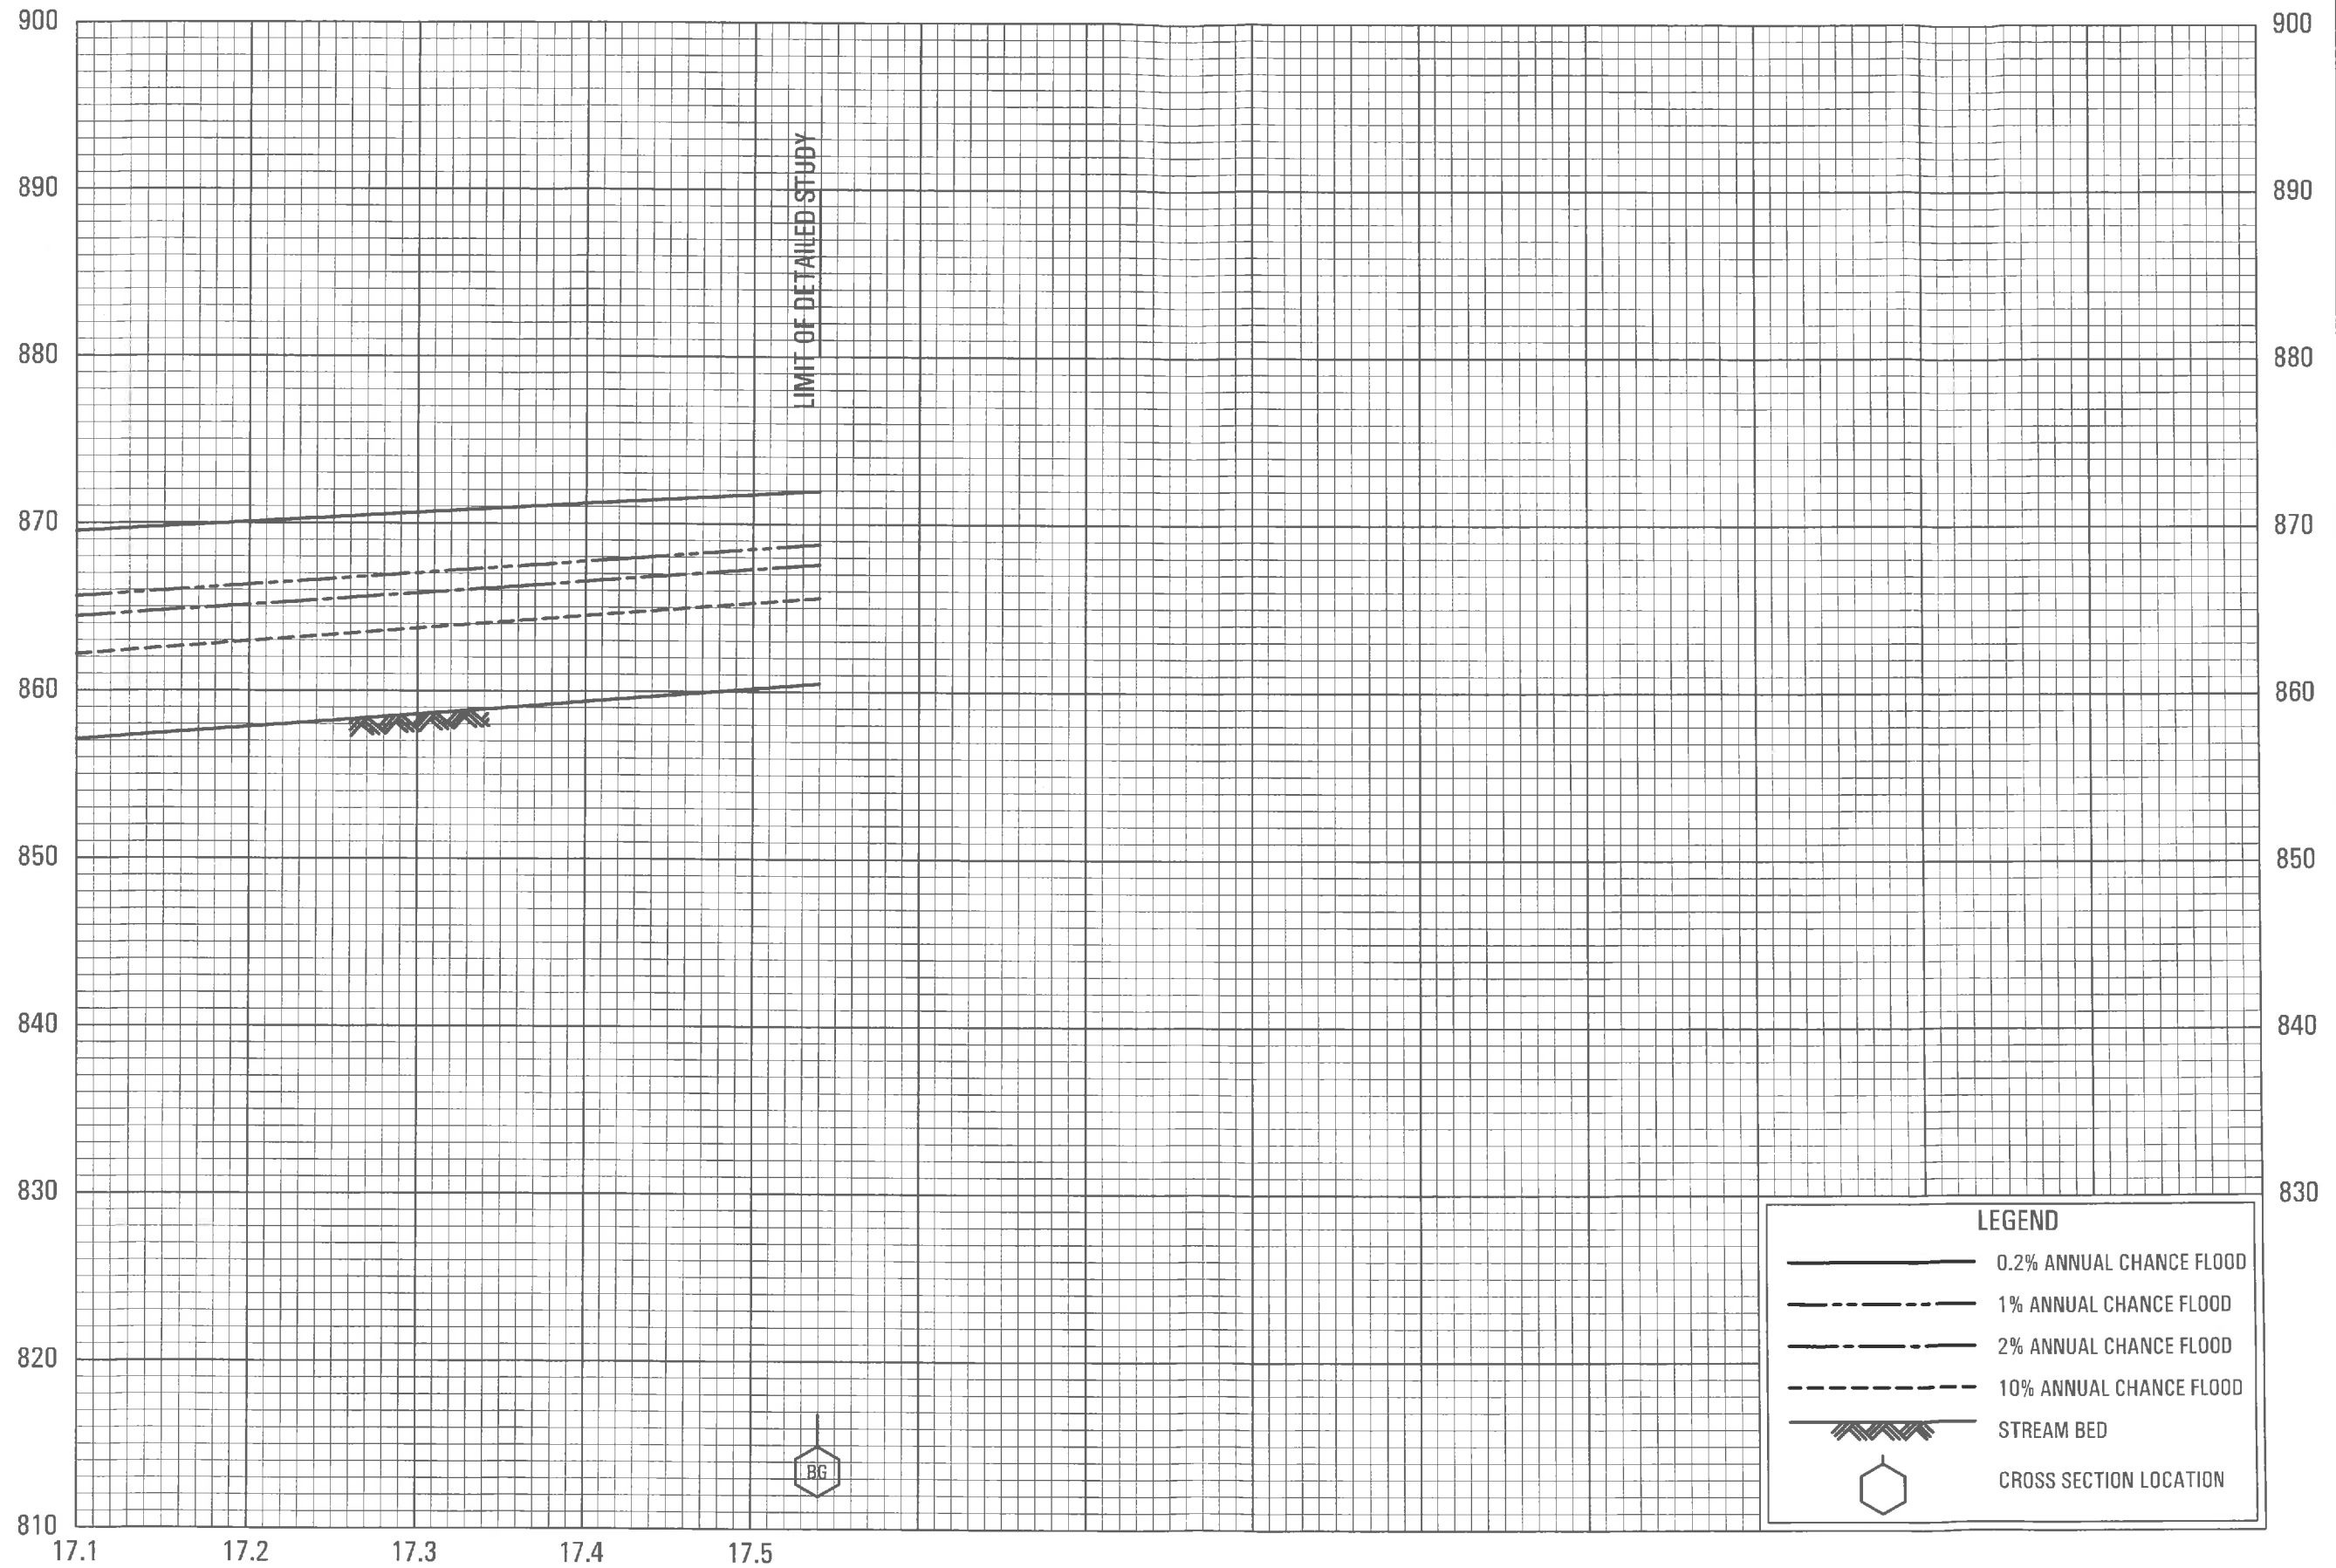 900
900
890
890
880
880
870
870
860
860
850
850
840
840
830
830
820
810
17.1
17.2
17.3
17.4
17.5
LIMIT OF DETAILED STUDY
BG
LEGEND
0.2% ANNUAL CHANCE FLOOD
1% ANNUAL CHANCE FLOOD
2% ANNUAL CHANCE FLOOD
10% ANNUAL CHANCE FLOOD
STREAM BED
CROSS SECTION LOCATION